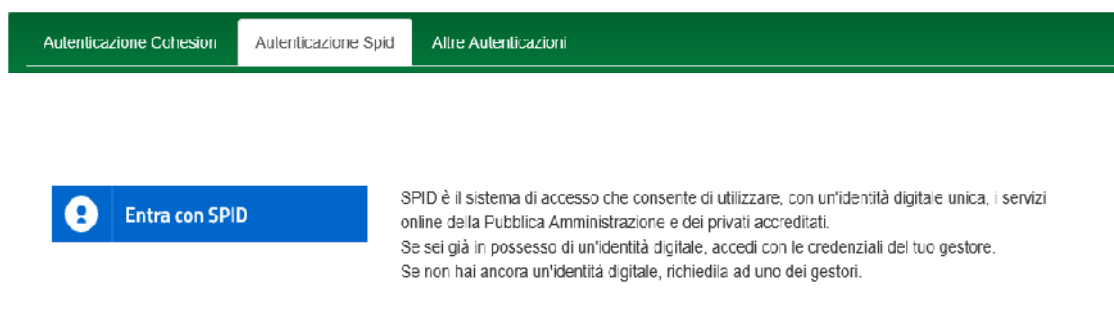 Autenticazione Cohesion Autenticazione Spid Altre Autenticazioni
Entra con SPID
SPID è il sistema di accesso che consente di utilizzare, con un'identità digitale unica, i servizi
online della Pubblica Amministrazione e dei privati accreditati.
Se sei già in possesso di un'identità digitale, accedi con le credenziali del tuo gestore.
Se non hai ancora un'identità digitale, richiedila ad uno dei gestori.